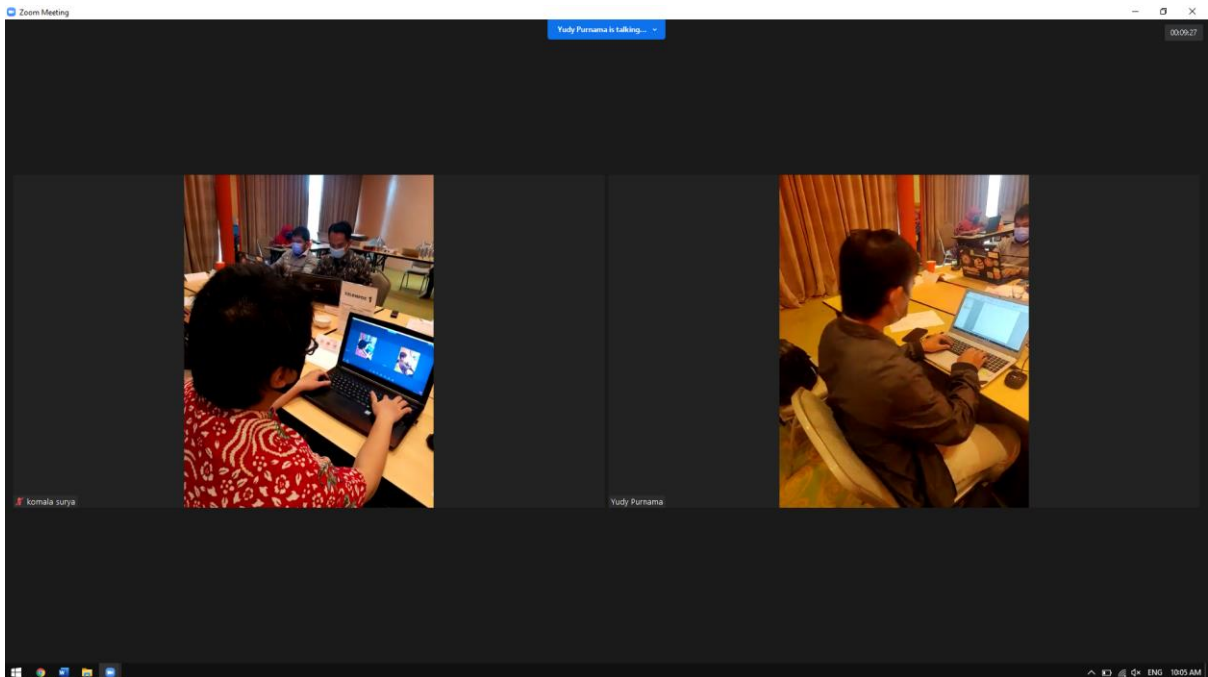 Zoom Meeting
Yudy Purnama is talking...
00:09:27
komala surya
Yudy Purnama
ENG 10:05 AM